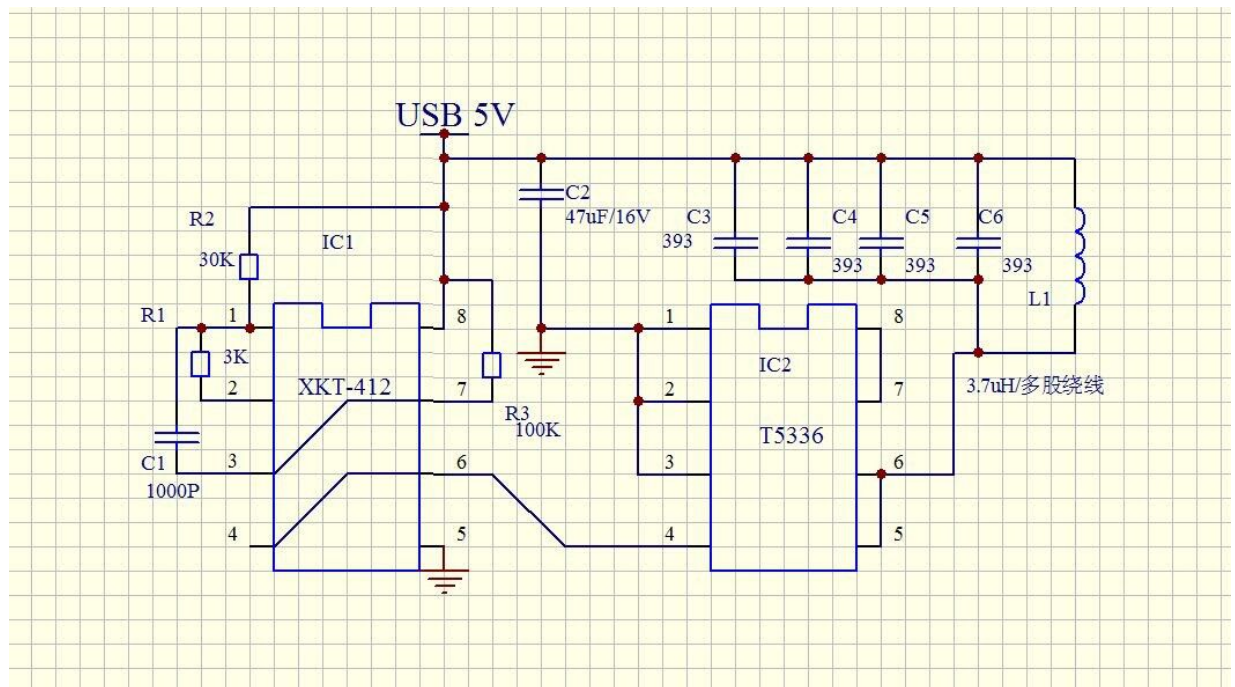 USB 5V
C2
47uF/16V
C3
393
C4
393
C5
393
C6
393
L1
R2
30K
IC1
R1
3K
1
2
3
4
8
7
6
5
XKT-412
R3
100K
C1
1000P
1
2
3
4
8
7
6
5
IC2
T5336
3.7uH/多股绕线